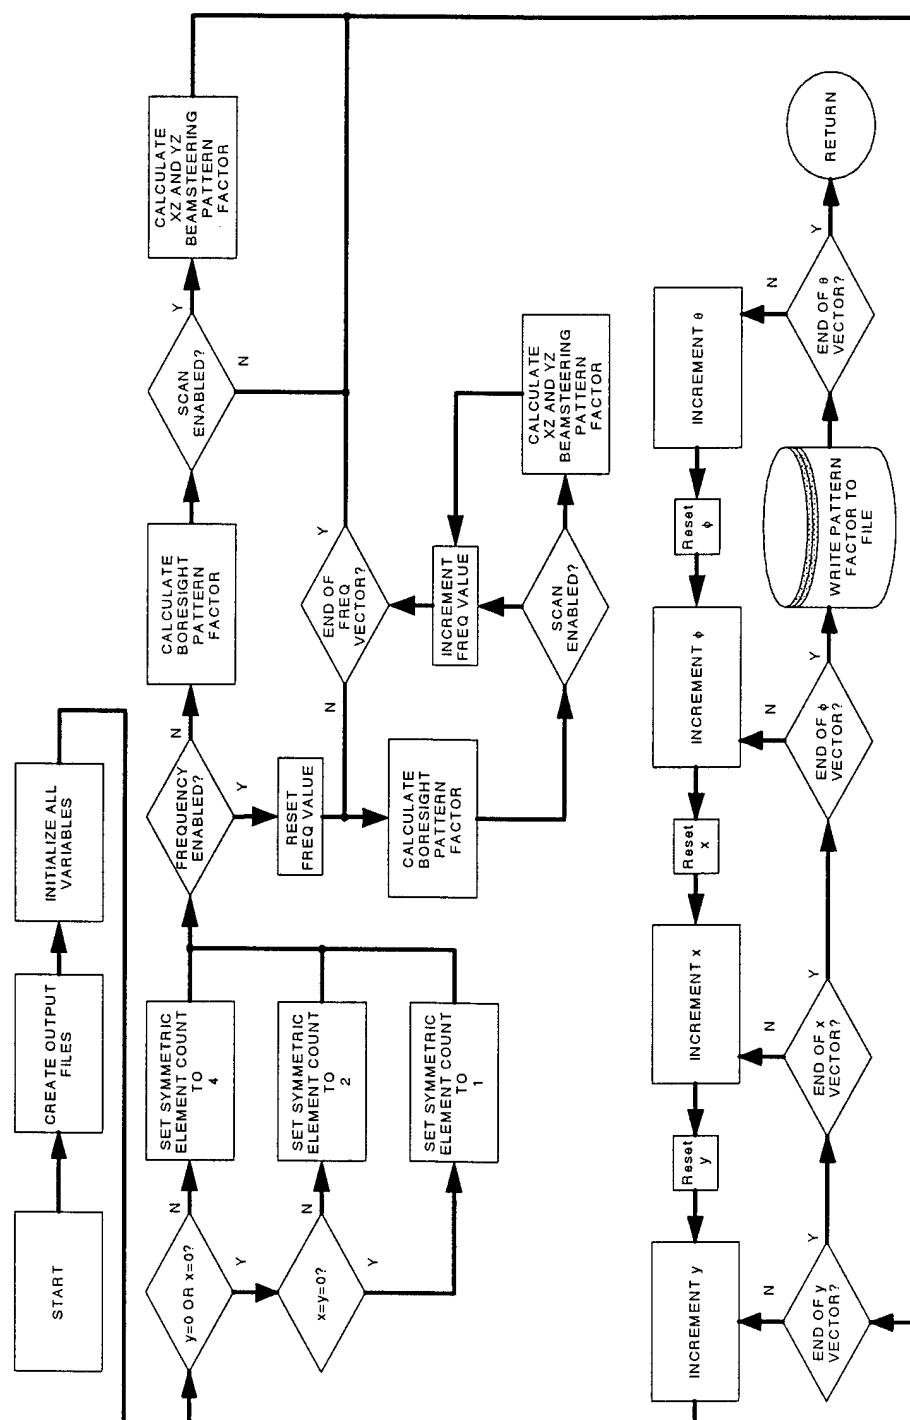 START
CREATE OUTPUT
FILES
INITIALIZE ALL
VARIABLES
y=0 OR x=0?
N
Y
SET SYMMETRIC
ELEMENT COUNT
TO
4
x=y=0?
N
Y
SET SYMMETRIC
ELEMENT COUNT
TO
2
SET SYMMETRIC
ELEMENT COUNT
TO
1
FREQUENCY
ENABLED?
N
Y
CALCULATE
BORESIGHT
PATTERN
FACTOR
SCAN
ENABLED?
Y
N
CALCULATE
XZ AND YZ
BEAMSTEERING
PATTERN
FACTOR
RESET
FREQ VALUE
N
END OF
FREQ
VECTOR?
Y
CALCULATE
BORESIGHT
PATTERN
FACTOR
INCREMENT
FREQ VALUE
SCAN
ENABLED?
CALCULATE
XZ AND YZ
BEAMSTEERING
PATTERN
FACTOR
INCREMENT y
Reset
y
INCREMENT x
Reset
x
INCREMENT ϕ
Reset
ϕ
INCREMENT θ
N
N
N
N
END OF y
VECTOR?
Y
END OF x
VECTOR?
Y
END OF ϕ
VECTOR?
Y
WRITE PATTERN
FACTOR TO
FILE
END OF θ
VECTOR?
Y
RETURN